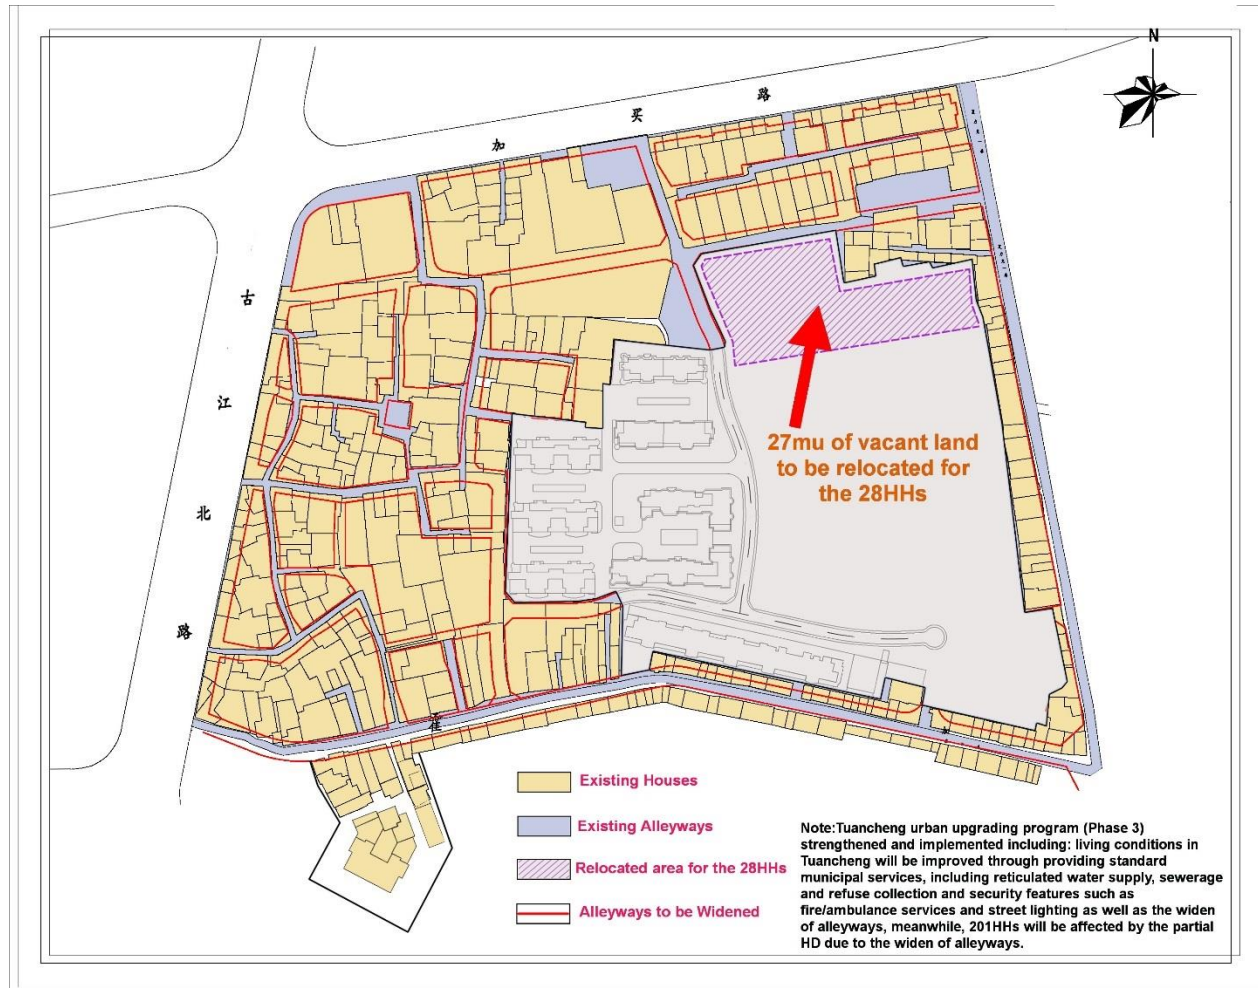 N
路
买
加
古
江
北
路
27mu of vacant land
to be relocated for
the 28HHs
Existing Houses
Existing Alleyways
Relocated area for the 28HHs
Alleyways to be Widened
Note:Tuancheng urban upgrading program (Phase 3)
strengthened and implemented including: living conditions in
Tuancheng will be improved through providing standard
municipal services, including reticulated water supply, sewerage
and refuse collection and security features such as
fire/ambulance services and street lighting as well as the widen
of alleyways, meanwhile, 201HHs will be affected by the partial
HD due to the widen of alleyways.